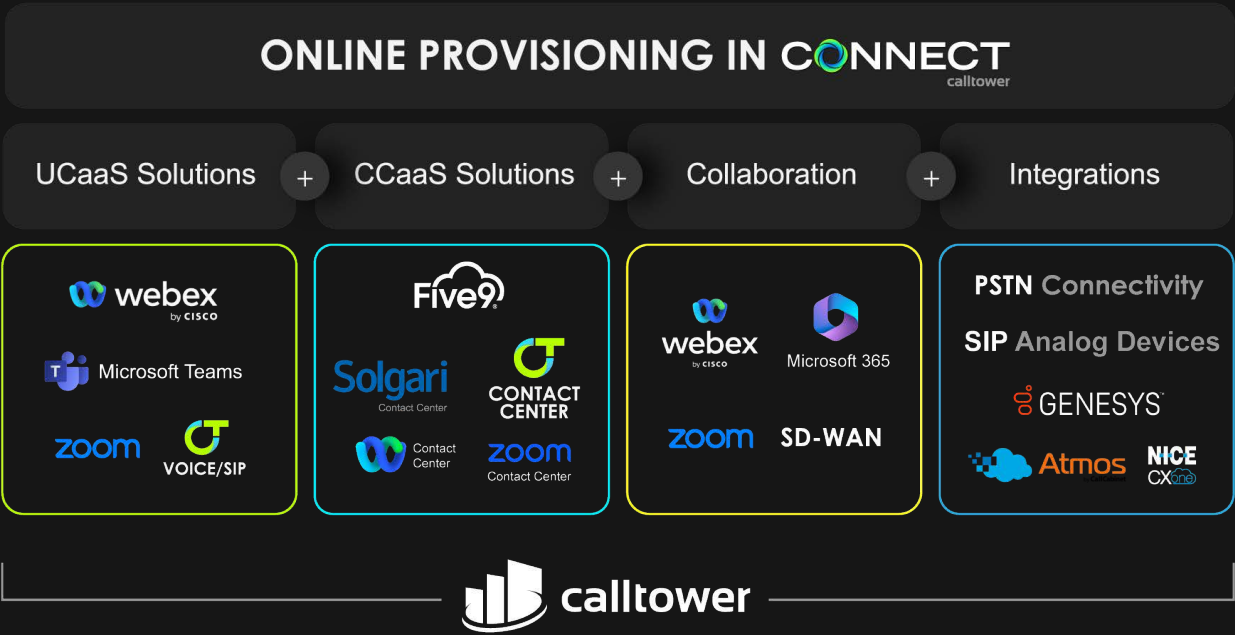 ONLINE PROVISIONING IN CONNECT
calltower
UCaaS Solutions
+
CCaaS Solutions
+
Collaboration
+
Integrations
webex
by CISCO
T
Microsoft Teams
zoom
CT
VOICE/SIP
Five9
Solgari
Contact Center
CT
CONTACT
CENTER
Contact
Center
zoom
Contact Center
webex
by CISCO
Microsoft 365
zoom
SD-WAN
PSTN Connectivity
SIP Analog Devices
GENESYS
Atmos
NICE
CXone
calltower